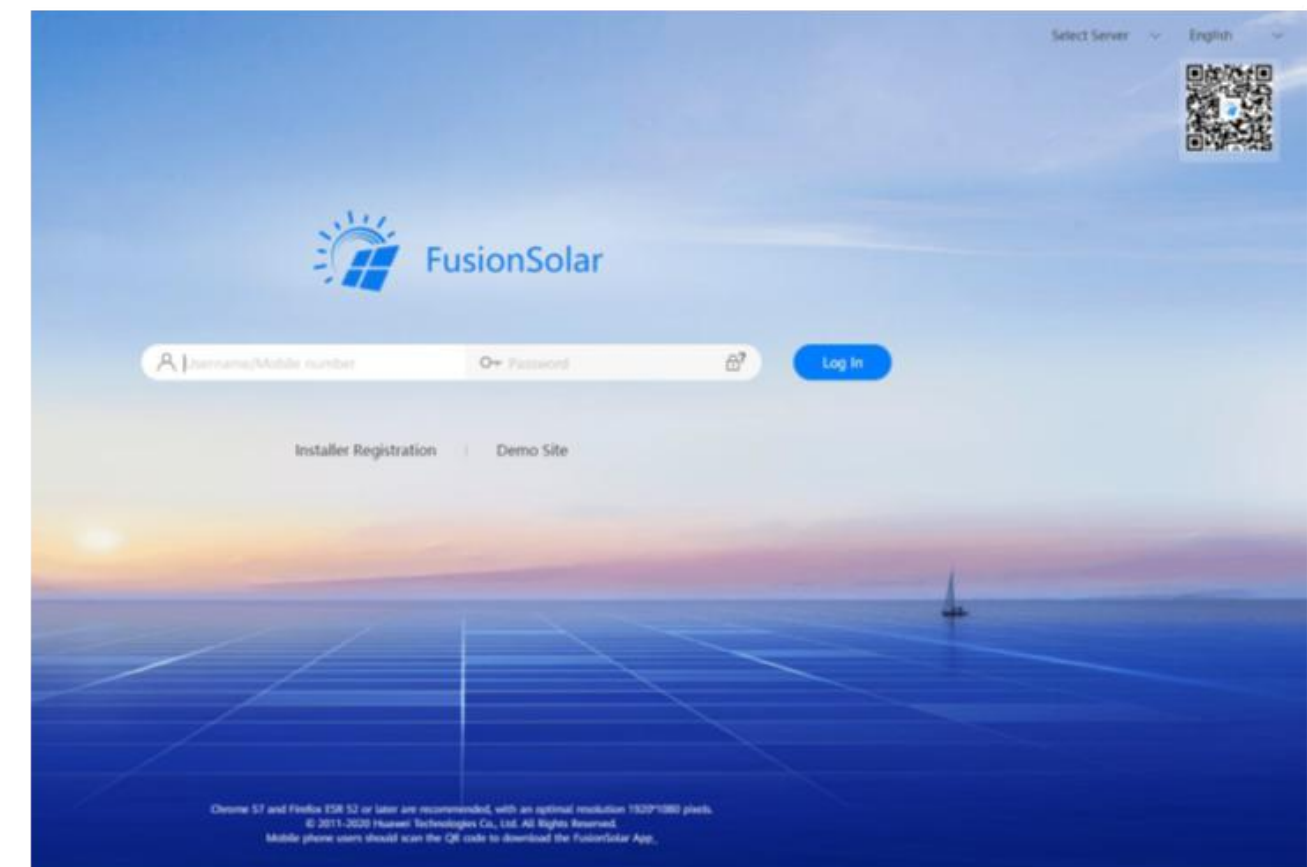 Select Server English
FusionSolar
Username/Mobile number Password Log In
Installer Registration Demo Site
Chrome 57 and Firefox ESR 52 or later are recommended, with an optimal resolution 1920*1080 pixels.
© 2011-2020 Huawei Technologies Co., Ltd. All Rights Reserved.
Mobile phone users should scan the QR code to download the FusionSolar App.